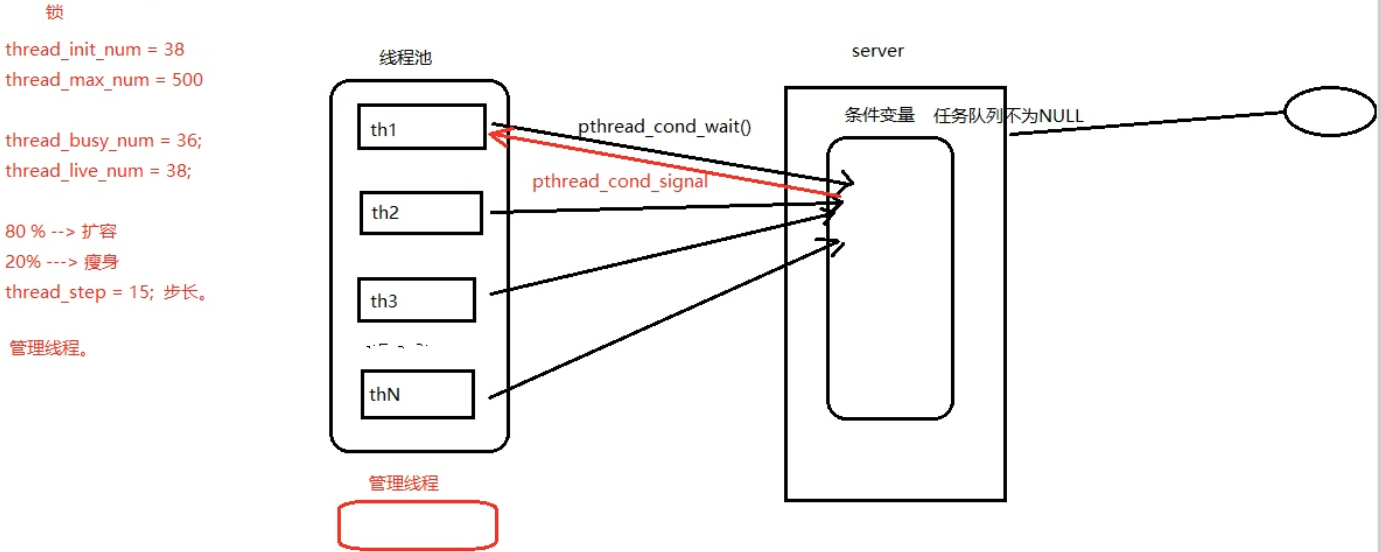 锁
thread_init_num = 38
thread_max_num = 500
thread_busy_num = 36;
thread_live_num = 38;
80 % --> 扩容
20% ---> 瘦身
thread_step = 15;  步长。
管理线程。
线程池
th1
th2
th3
thN
管理线程
pthread_cond_wait()
pthread_cond_signal
server
条件变量 任务队列不为NULL